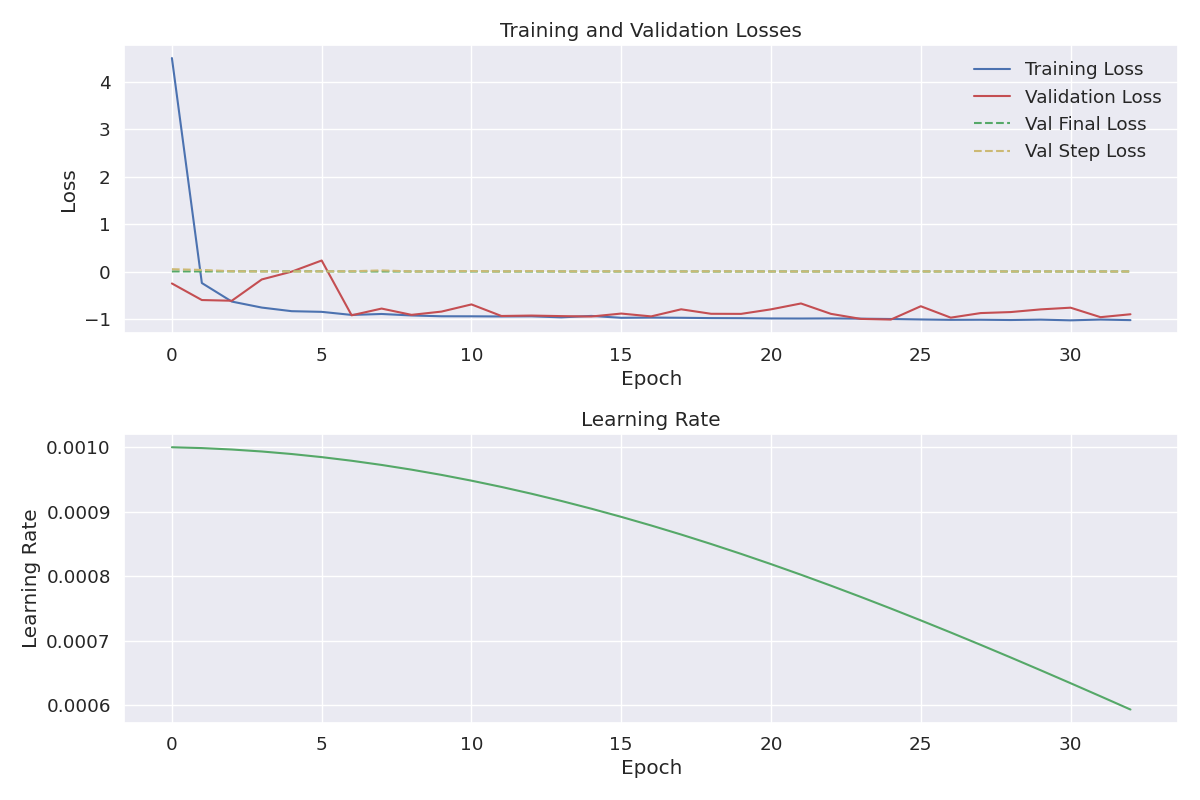 Training and Validation Losses
Training Loss
Validation Loss
Val Final Loss
Val Step Loss
Loss
4
3
2
1
0
−1
0 5 10 15 20 25 30
Epoch
Learning Rate
Learning Rate
0.0010
0.0009
0.0008
0.0007
0.0006
0 5 10 15 20 25 30
Epoch